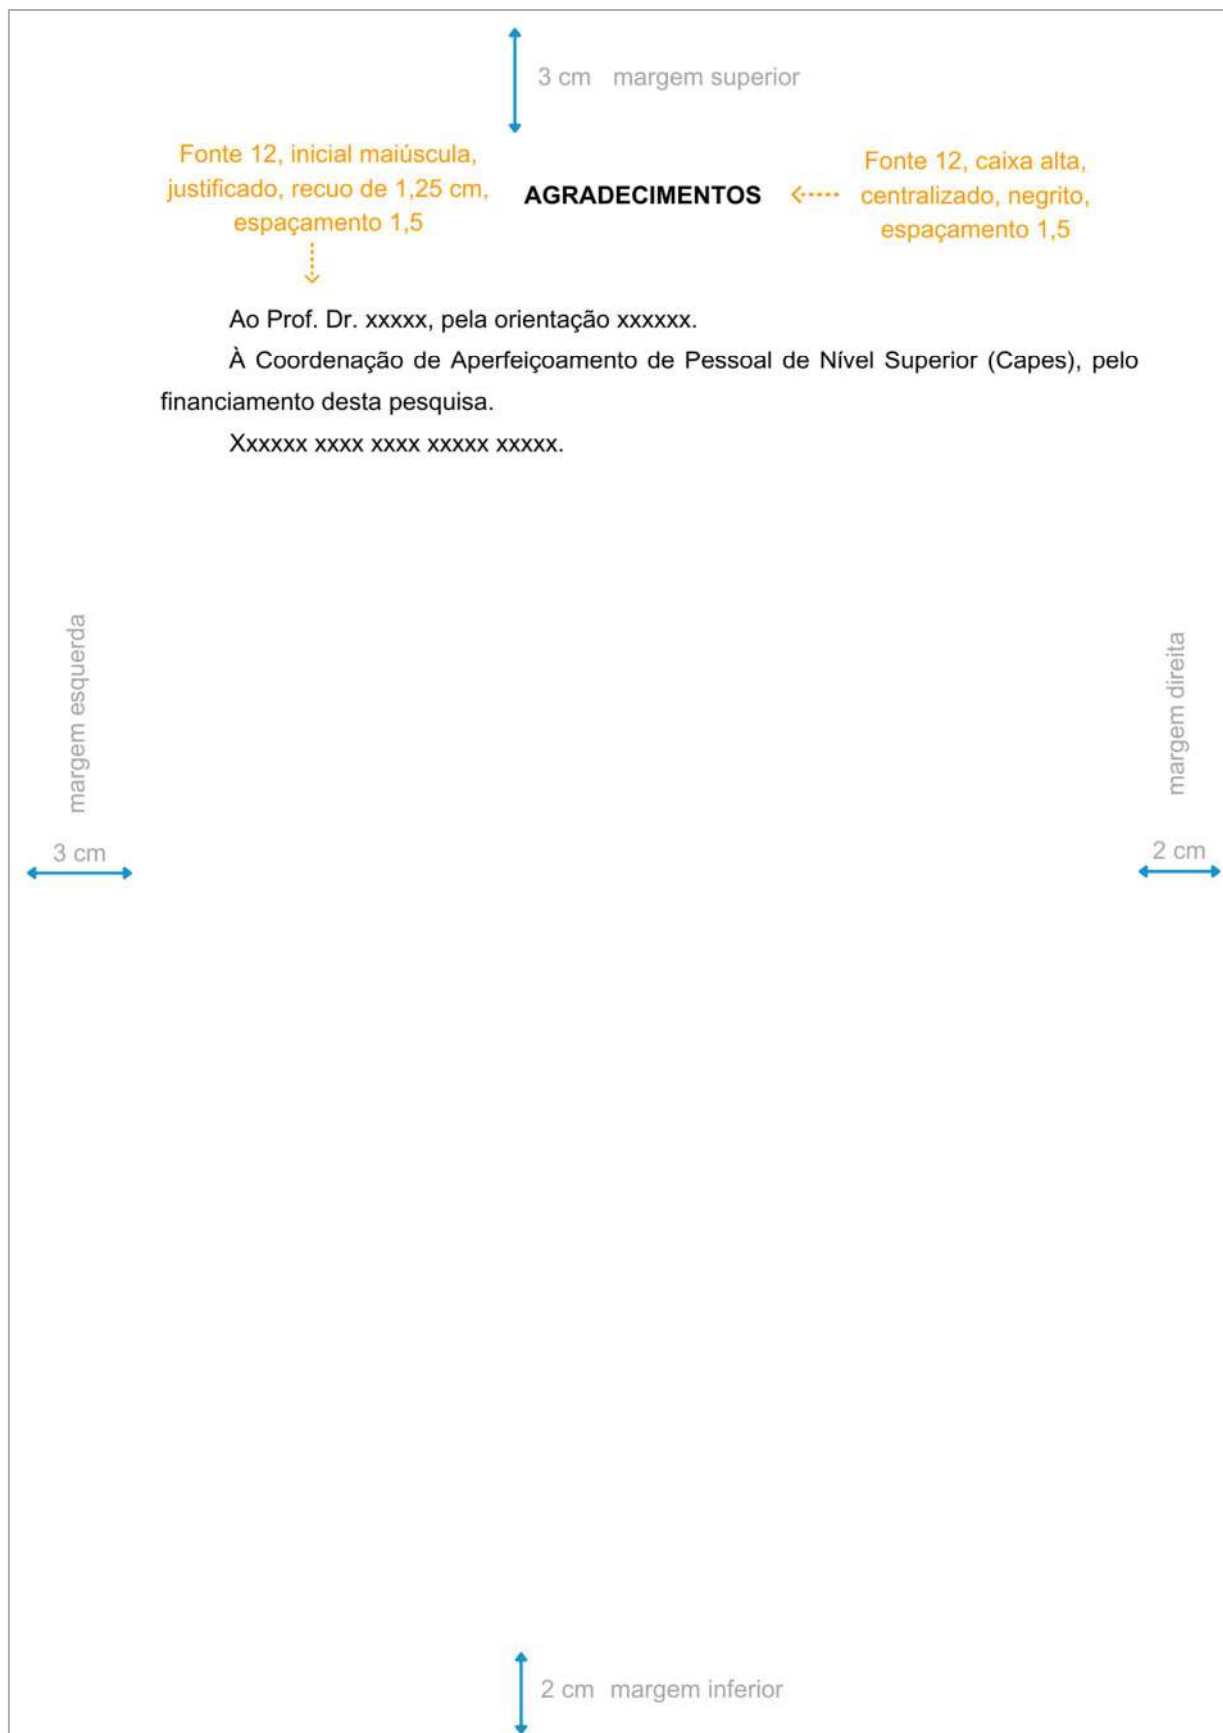 3 cm margem superior
Fonte 12, inicial maiúscula,
justificado, recuo de 1,25 cm,
espaçamento 1,5
AGRADECIMENTOS
Fonte 12, caixa alta,
centralizado, negrito,
espaçamento 1,5
Ao Prof. Dr. xxxxx, pela orientação xxxxxx.
À Coordenação de Aperfeiçoamento de Pessoal de Nível Superior (Capes), pelo
financiamento desta pesquisa.
Xxxxxx xxxx xxxx xxxxx xxxxx.
margem esquerda
3 cm
margem direita
2 cm
2 cm margem inferior